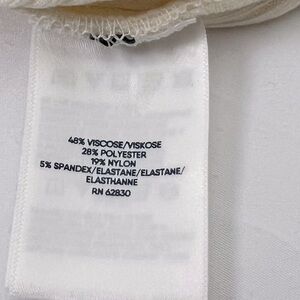 48% VISCOSE/VISKOSE
28% POLYESTER
19% NYLON
5% SPANDEX/ELASTANE/ELASTANE/
ELASTHANNE
RN 62830